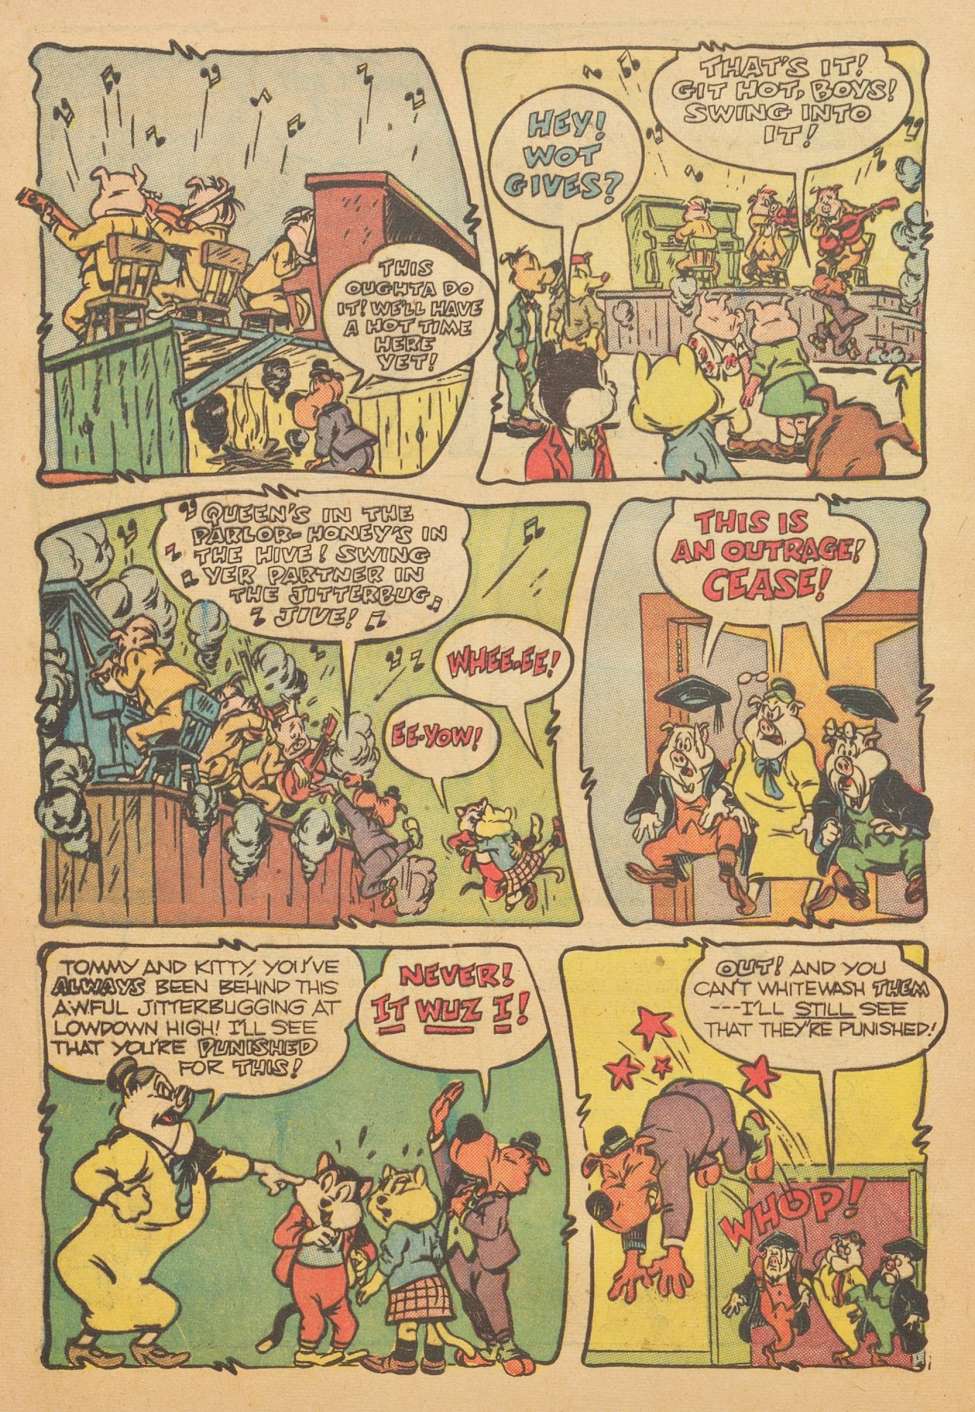 THIS
OUGHTA DO
IT! WE'LL HAVE
A HOT TIME
HERE
YET!
HEY!
WOT
GIVES?
THAT'S IT!
GIT HOT, BOYS!
SWING INTO
IT!
QUEEN'S IN THE
PARLOR-HONEY'S IN
THE HIVE! SWING
YER PARTNER IN
THE JITTERBUG
JIVE!
EE-YOW!
WHEE-EE!
THIS IS
AN OUTRAGE!
CEASE!
TOMMY AND KITTY, YOU'VE
ALWAYS BEEN BEHIND THIS
AWFUL JITTERBUGGING AT
LOWDOWN HIGH! I'LL SEE
THAT YOU'RE PUNISHED
FOR THIS!
NEVER!
IT WUZ I!
OUT! AND YOU
CAN'T WHITEWASH THEM
---I'LL STILL SEE
THAT THEY'RE PUNISHED!
WHOP!